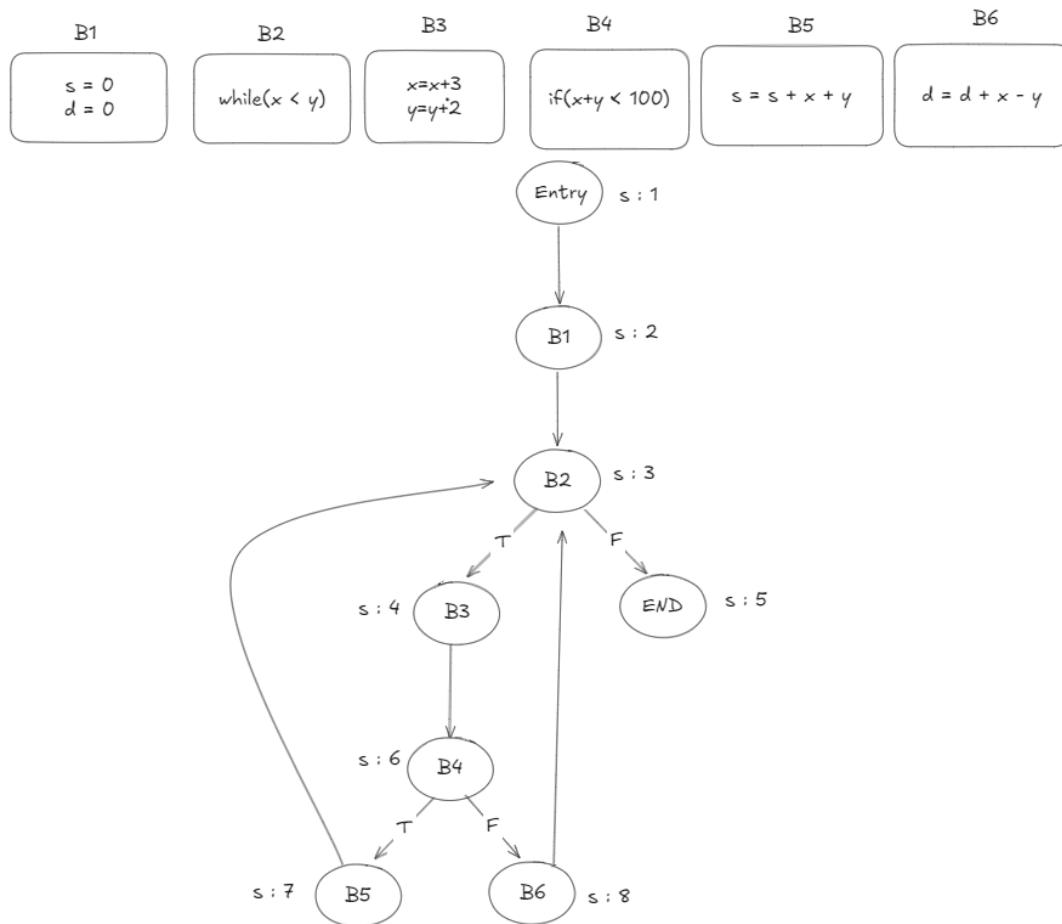 B1
B2
B3
B4
B5
B6
s = 0
d = 0
while(x < y)
x=x+3
y=y+2
if(x+y < 100)
s = s + x + y
d = d + x - y
Entry
s : 1
B1
s : 2
B2
s : 3
T
F
s : 4
B3
END
s : 5
s : 6
B4
T
F
s : 7
B5
B6
s : 8